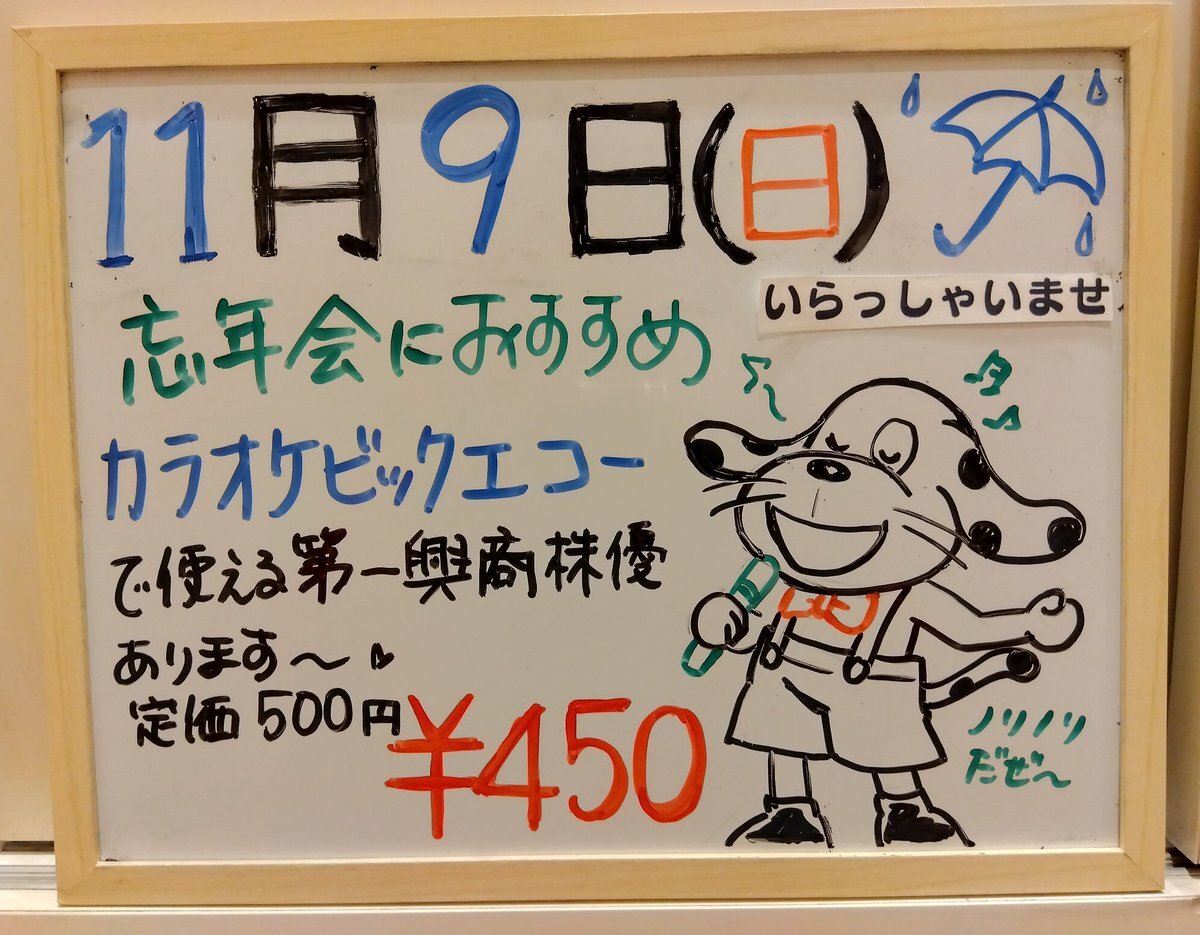 11月9日(日)
いらっしゃいませ
忘年会におすすめ
カラオケビックエコー
で使える第一興商株優
あります～
定価500円
¥450
ノリノリ
だぜ～